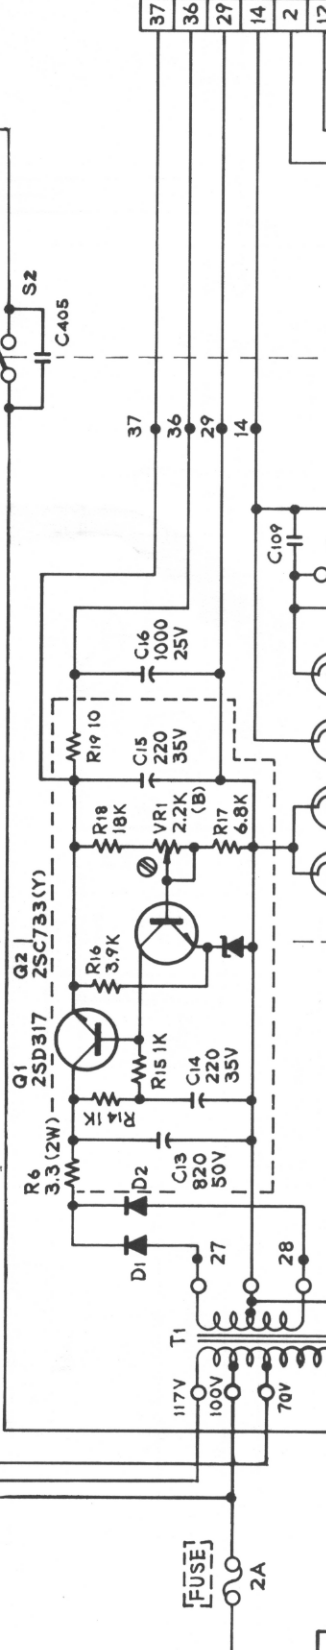 37
36
29
14
2
12
S2
C405
37
36
29
14
C109
C16
1000
25V
R19 10
C15
220
35V
R18
18K
VR1
2.2K
(B)
R17
6.8K
Q2
2SC733(Y)
Q1
2SD317
R16
3.9K
R15 1K
R14 1K
C14
220
35V
R6
3.3(2W)
C13
820
50V
D2
D1
27
28
T1
117V
100V
70V
FUSE
2A